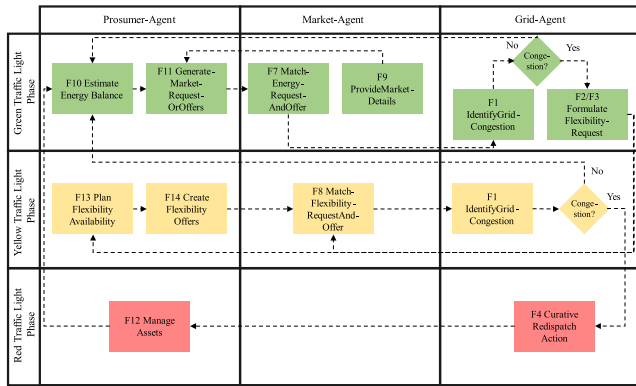 Prosumer-Agent
Market-Agent
Grid-Agent
Green Traffic Light
Phase
F10 Estimate
Energy Balance
F11 Generate-
Market-
Request-
OrOffers
F7 Match-
Energy-
Request-
AndOffer
F9
ProvideMarket-
Details
No
Conge-
stion?
Yes
F1
IdentifyGrid-
Congestion
F2/F3
Formulate
Flexibility-
Request
Yellow Traffic Light
Phase
F13 Plan
Flexibility
Availability
F14 Create
Flexibility
Offers
F8 Match-
Flexibility-
RequestAnd-
Offer
F1
IdentifyGrid-
Congestion
No
Conge-
stion?
Yes
Red Traffic Light
Phase
F12 Manage
Assets
F4 Curative
Redispatch
Action